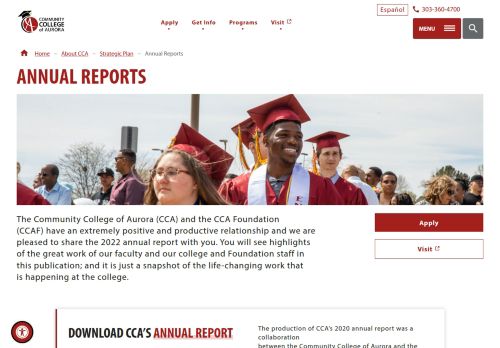 COMMUNITY
COLLEGE
of AURORA
Apply
Get Info
Programs
Visit
Español
303-360-4700
MENU
Home
About CCA
Strategic Plan
Annual Reports
ANNUAL REPORTS
The Community College of Aurora (CCA) and the CCA Foundation
(CCAF) have an extremely positive and productive relationship and we are
pleased to share the 2022 annual report with you. You will see highlights
of the great work of our faculty and our college and Foundation staff in
this publication; and it is just a snapshot of the life-changing work that
is happening at the college.
Apply
Visit
DOWNLOAD CCA'S ANNUAL REPORT
The production of CCA's 2020 annual report was a
collaboration
between the Community College of Aurora and the